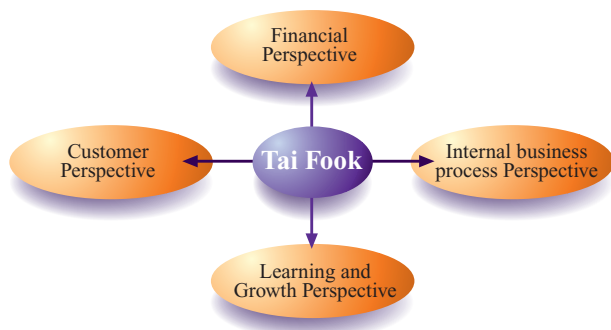 Financial
Perspective
Customer
Perspective
Tai Fook
Internal business
process Perspective
Learning and
Growth Perspective